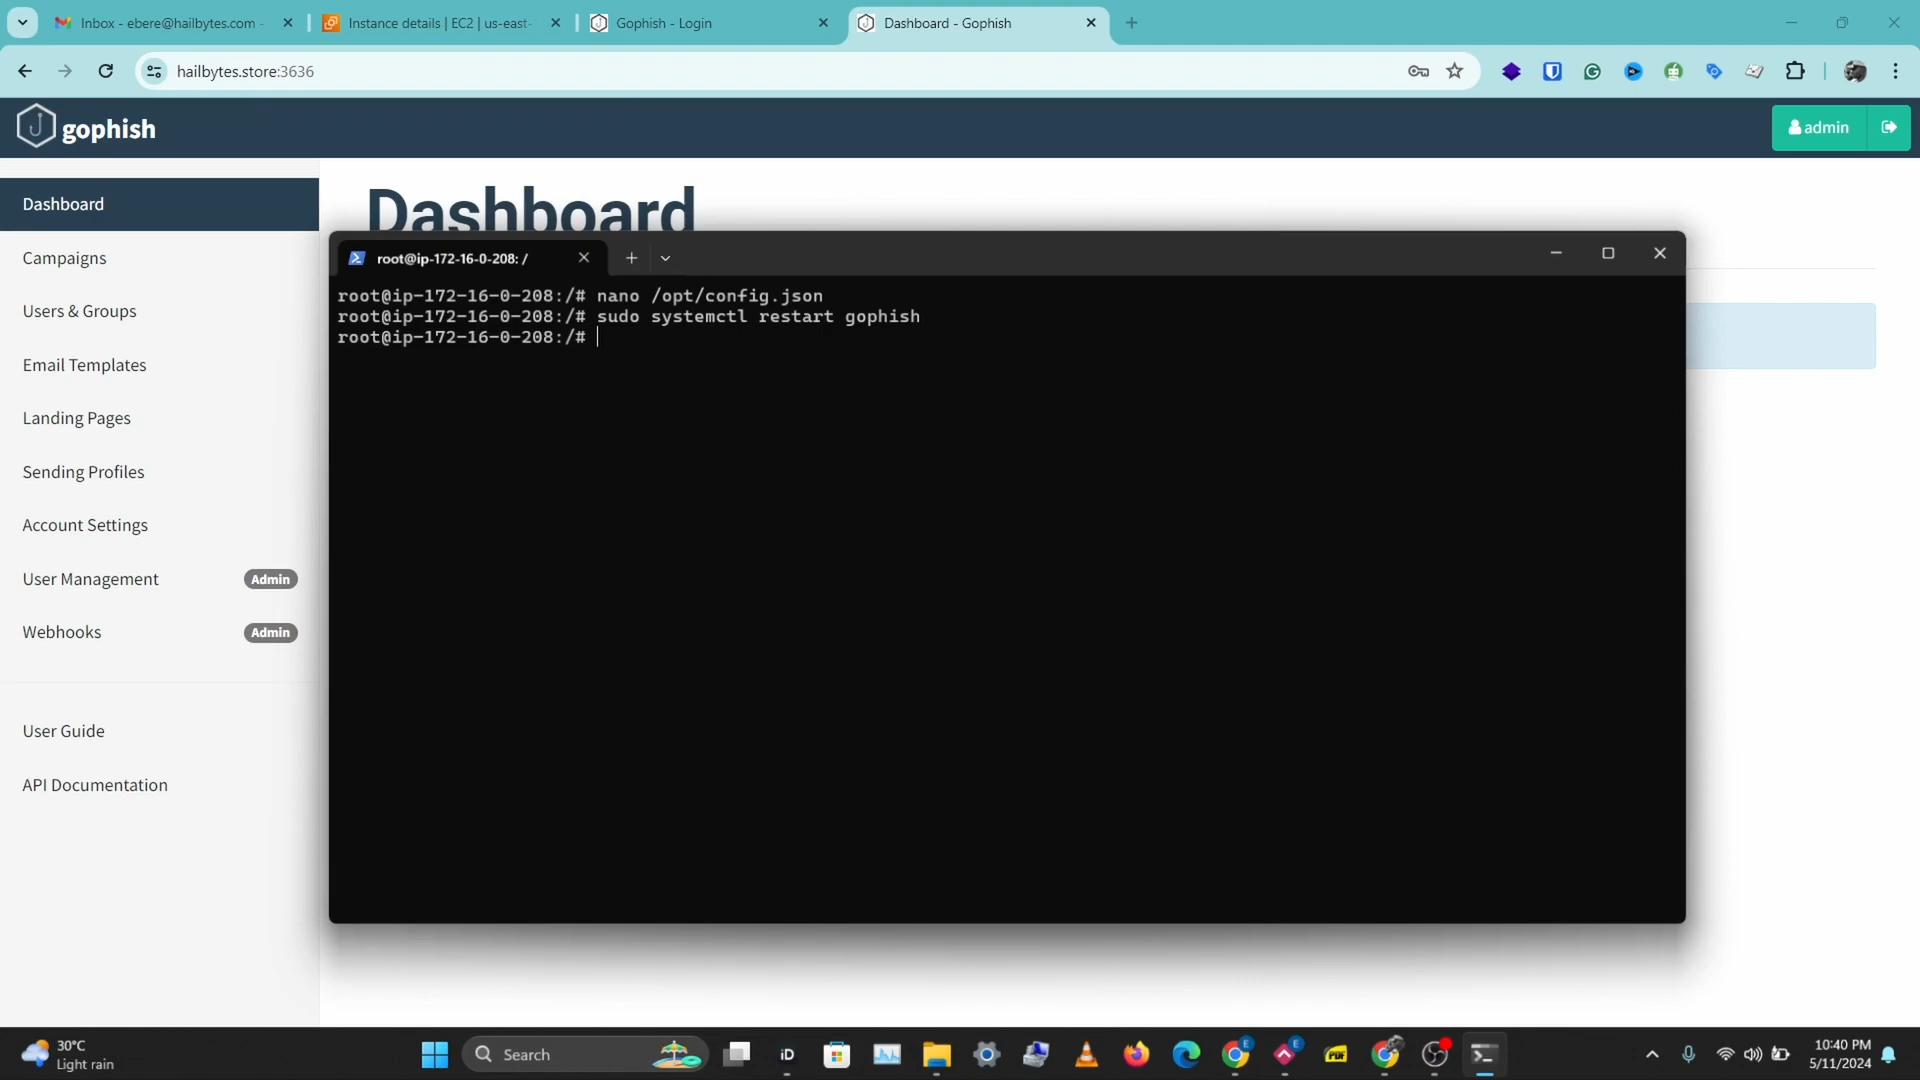 Inbox - ebere@hailbytes.com -
Instance details | EC2 | us-east-
Gophish - Login
Dashboard - Gophish
hailbytes.store:3636
gophish
admin
Dashboard
Dashboard
Campaigns
Users & Groups
Email Templates
Landing Pages
Sending Profiles
Account Settings
User Management Admin
Webhooks Admin
User Guide
API Documentation
root@ip-172-16-0-208: /
root@ip-172-16-0-208:/# nano /opt/config.json
root@ip-172-16-0-208:/# sudo systemctl restart gophish
root@ip-172-16-0-208:/#
30°C
Light rain
Search
iD
E
E
PDF
10:40 PM
5/11/2024